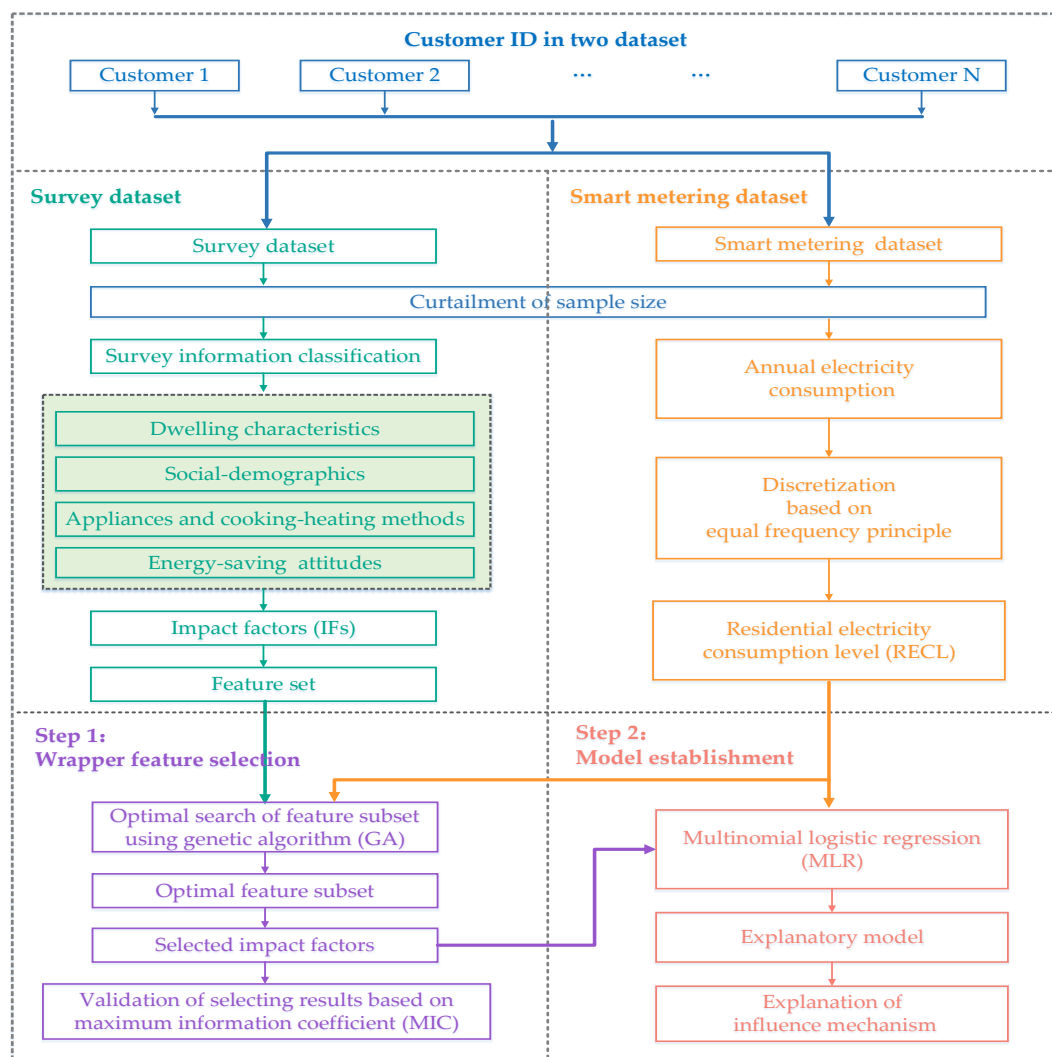 Customer ID in two dataset
Customer 1
Customer 2
...
...
Customer N
Survey dataset
Smart metering dataset
Survey dataset
Smart metering dataset
Curtailment of sample size
Survey information classification
Dwelling characteristics
Social-demographics
Appliances and cooking-heating methods
Energy-saving attitudes
Impact factors (IFs)
Feature set
Annual electricity
consumption
Discretization
based on
equal frequency principle
Residential electricity
consumption level (RECL)
Step 1:
Wrapper feature selection
Optimal search of feature subset
using genetic algorithm (GA)
Optimal feature subset
Selected impact factors
Validation of selecting results based on
maximum information coefficient (MIC)
Step 2:
Model establishment
Multinomial logistic regression
(MLR)
Explanatory model
Explanation of
influence mechanism